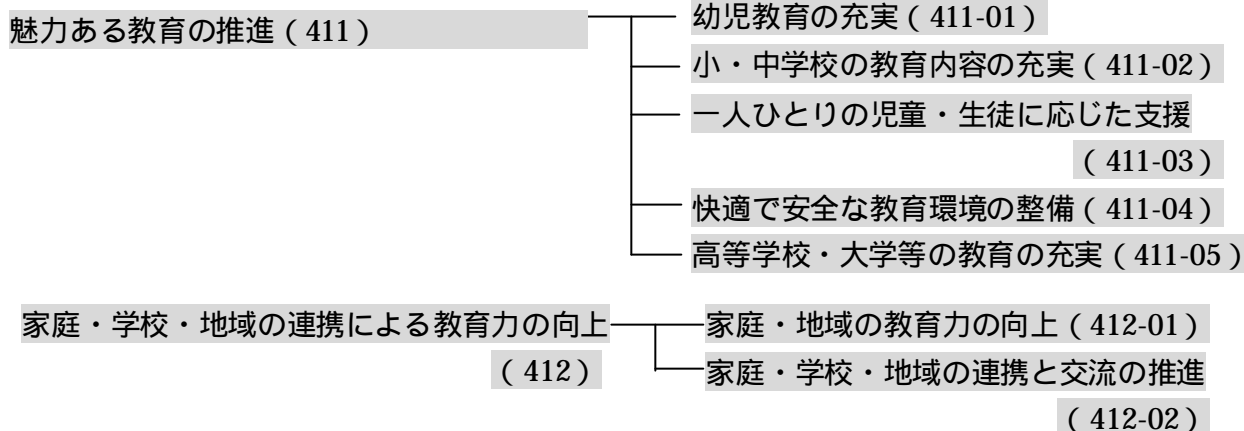 魅力ある教育の推進（411）
幼児教育の充実（411-01）
小・中学校の教育内容の充実（411-02）
一人ひとりの児童・生徒に応じた支援
（411-03）
快適で安全な教育環境の整備（411-04）
高等学校・大学等の教育の充実（411-05）
家庭・学校・地域の連携による教育力の向上
（412）
家庭・地域の教育力の向上（412-01）
家庭・学校・地域の連携と交流の推進
（412-02）